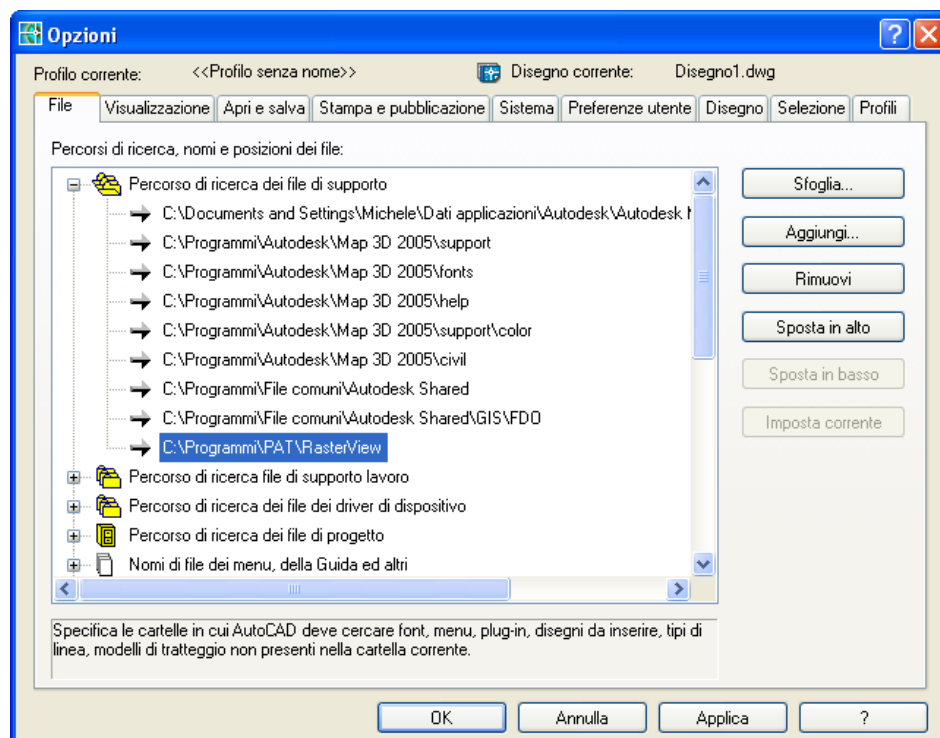 Opzioni
Profilo corrente: <<Profilo senza nome>> Disegno corrente: Disegno1.dwg
File Visualizzazione Apri e salva Stampa e pubblicazione Sistema Preferenze utente Disegno Selezione Profili
Percorsi di ricerca, nomi e posizioni dei file:
Percorso di ricerca dei file di supporto
C:\Documents and Settings\Michele\Dati applicazioni\Autodesk\Autodesk
C:\Programmi\Autodesk\Map 3D 2005\support
C:\Programmi\Autodesk\Map 3D 2005\fonts
C:\Programmi\Autodesk\Map 3D 2005\help
C:\Programmi\Autodesk\Map 3D 2005\support\color
C:\Programmi\Autodesk\Map 3D 2005\civil
C:\Programmi\File comuni\Autodesk Shared
C:\Programmi\File comuni\Autodesk Shared\GIS\FDO
C:\Programmi\PAT\RasterView
Percorso di ricerca file di supporto lavoro
Percorso di ricerca dei file dei driver di dispositivo
Percorso di ricerca dei file di progetto
Nomi di file dei menu, della Guida ed altri
Sfoglia...
Aggiungi...
Rimuovi
Sposta in alto
Sposta in basso
Imposta corrente
Specifica le cartelle in cui AutoCAD deve cercare font, menu, plug-in, disegni da inserire, tipi di
linea, modelli di tratteggio non presenti nella cartella corrente.
OK Annulla Applica ?